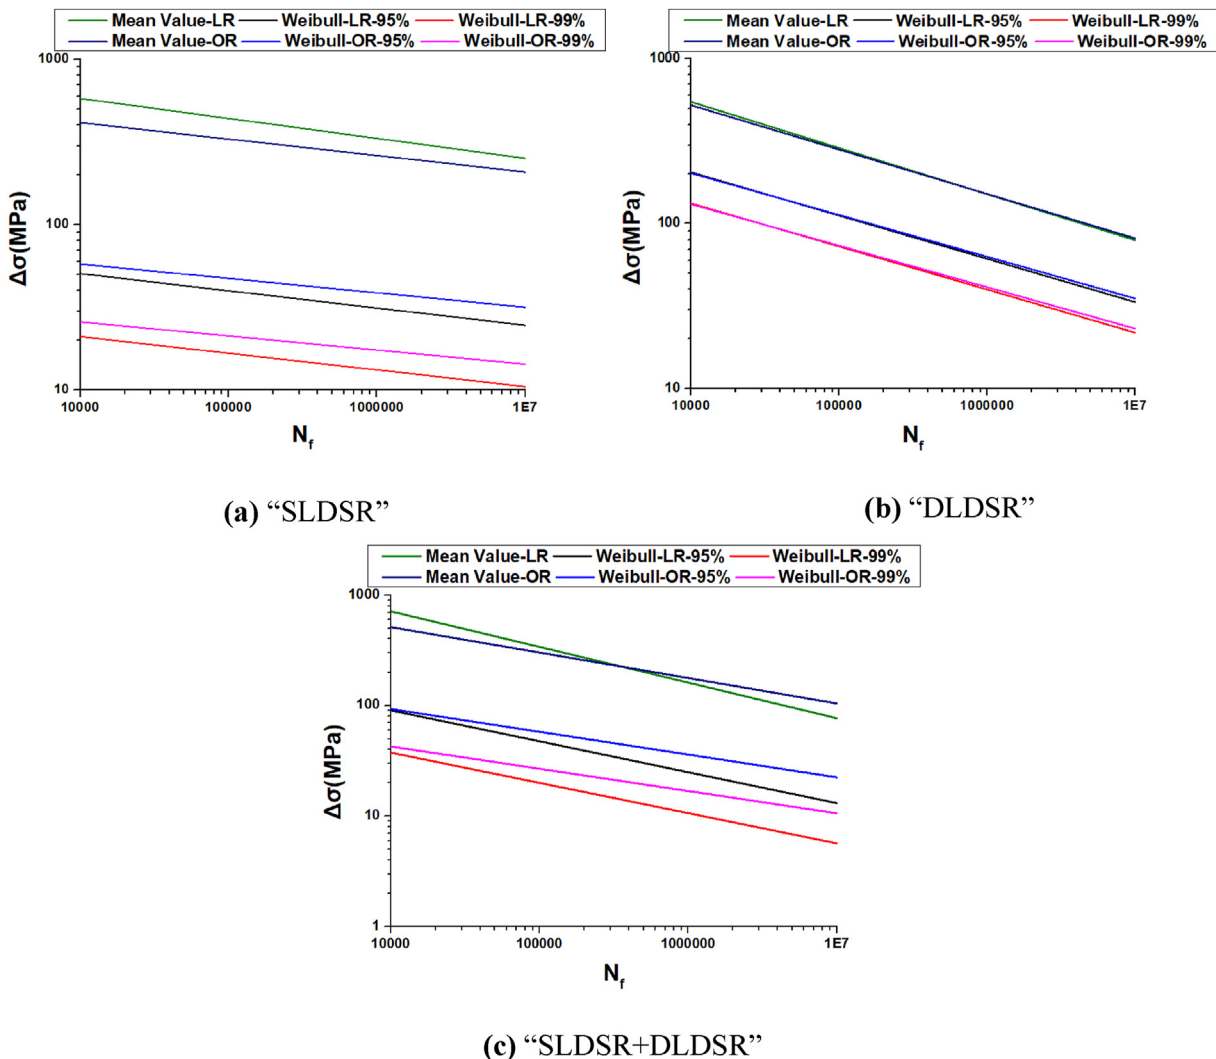 Mean Value-LR Weibull-LR-95% Weibull-LR-99%
Mean Value-OR Weibull-OR-95% Weibull-OR-99%
1000
100
10
Δσ(MPa)
10000 100000 1000000 1E7
Nf
(a) “SLDSR”
Mean Value-LR Weibull-LR-95% Weibull-LR-99%
Mean Value-OR Weibull-OR-95% Weibull-OR-99%
1000
100
10
Δσ(MPa)
10000 100000 1000000 1E7
Nf
(b) “DLDSR”
Mean Value-LR Weibull-LR-95% Weibull-LR-99%
Mean Value-OR Weibull-OR-95% Weibull-OR-99%
1000
100
10
1
Δσ(MPa)
10000 100000 1000000 1E7
Nf
(c) “SLDSR+DLDSR”